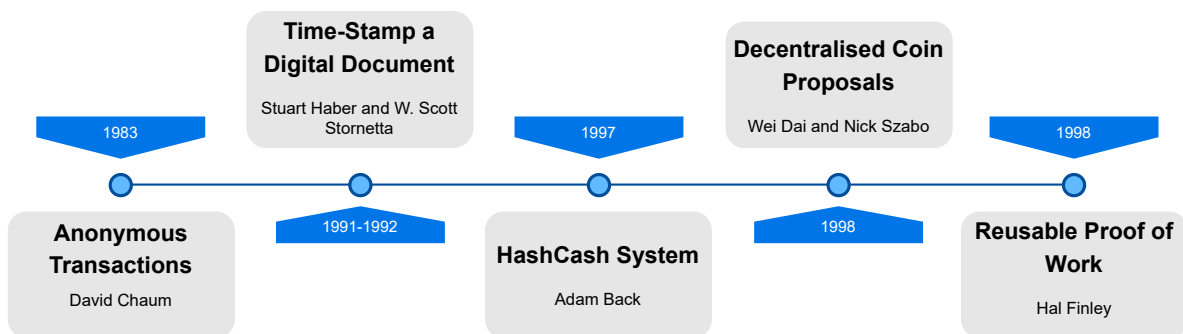 1983
Anonymous
Transactions
David Chaum
Time-Stamp a
Digital Document
Stuart Haber and W. Scott
Stornetta
1991-1992
1997
HashCash System
Adam Back
Decentralised Coin
Proposals
Wei Dai and Nick Szabo
1998
1998
Reusable Proof of
Work
Hal Finley